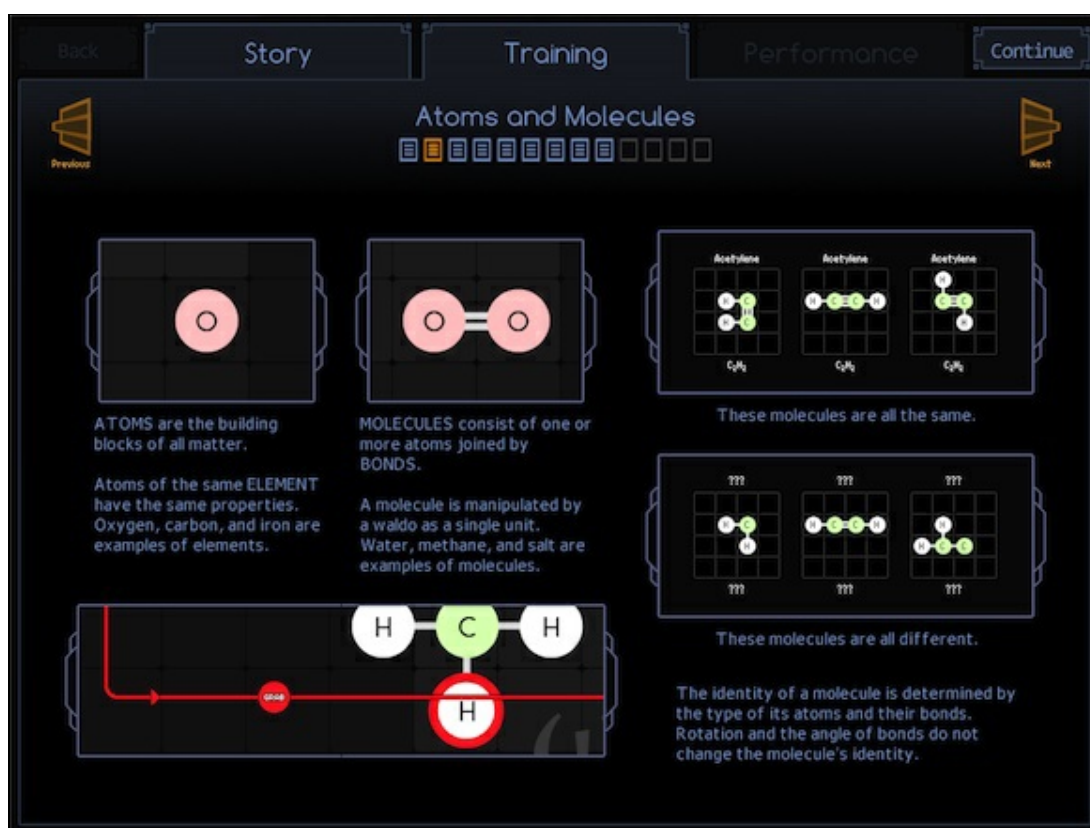 Back
Story
Training
Performance
Continue
Atoms and Molecules
Previous
Next
O
O
O
ATOMS are the building
blocks of all matter.
Atoms of the same ELEMENT
have the same properties.
Oxygen, carbon, and iron are
examples of elements.
MOLECULES consist of one or
more atoms joined by
BONDS.
A molecule is manipulated by
a waldo as a single unit.
Water, methane, and salt are
examples of molecules.
H C H
GRAB
H
Acetylene Acetylene Acetylene
H
H C H C C H C C
H C H
C₂H₂ C₂H₂ C₂H₂
These molecules are all the same.
??? ??? ???
H C H C C H H
H H C C
??? ??? ???
These molecules are all different.
The identity of a molecule is determined by
the type of its atoms and their bonds.
Rotation and the angle of bonds do not
change the molecule's identity.